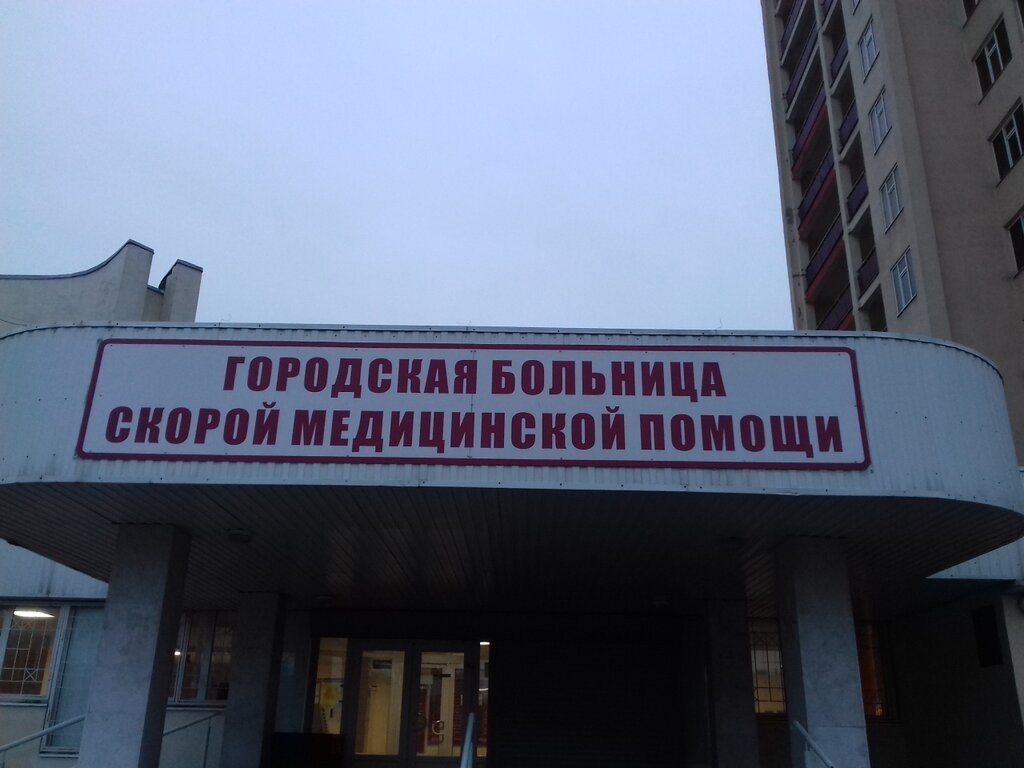 ГОРОДСКАЯ БОЛЬНИЦА
СКОРОЙ МЕДИЦИНСКОЙ ПОМОЩИ